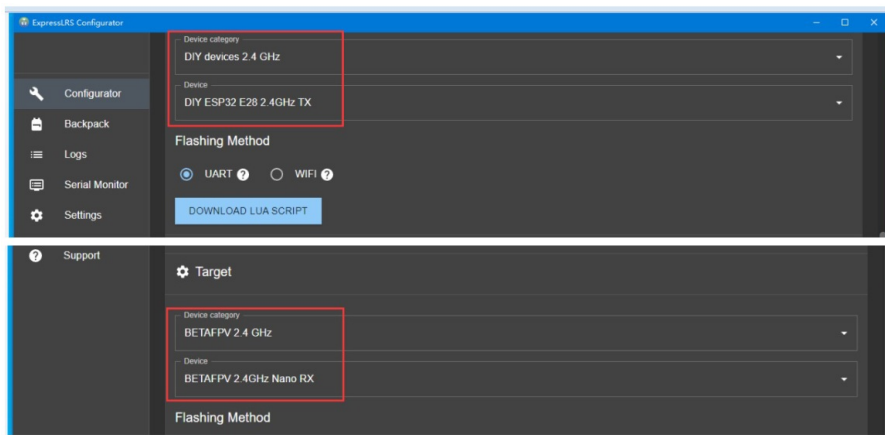 ExpressLRS Configurator
Device category
DIY devices 2.4 GHz
Device
DIY ESP32 E28 2.4GHz TX
Configurator
Backpack
Logs
Serial Monitor
Settings
Flashing Method
UART ? WIFI ?
DOWNLOAD LUA SCRIPT
? Support
Target
Device category
BETAFPV 2.4 GHz
Device
BETAFPV 2.4GHz Nano RX
Flashing Method